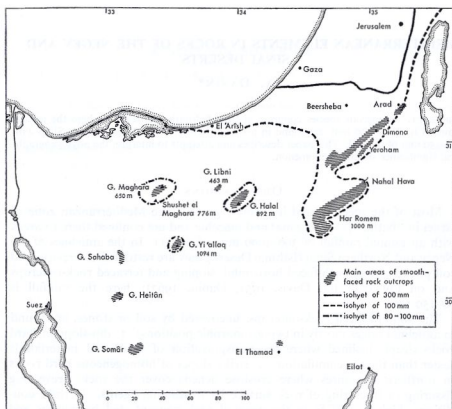 33
34
35
Jerusalem
Gaza
Beersheba
Arad
El 'Arish
Dimona
Yeroham
31
G. Libni
463 m
G. Maghara
650 m
Nahal Hava
Shushet el
Maghara 776m
G. Halal
892 m
Har Romem
1000 m
G. Yi'allaq
1094 m
G. Sahaba
Main areas of smooth-
faced rock outcrops
isohyet of 300 mm
isohyet of 100 mm
isohyet of 80-100 mm
G. Heitân
Suez
30
G. Somâr
El Thamad
Eilat
0 20 40 60 80 100